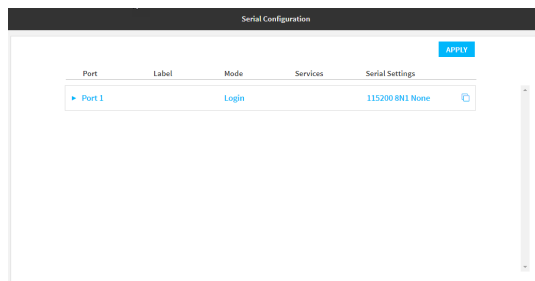 Serial Configuration
APPLY
Port Label Mode Services Serial Settings
Port 1 Login 115200 8N1 None